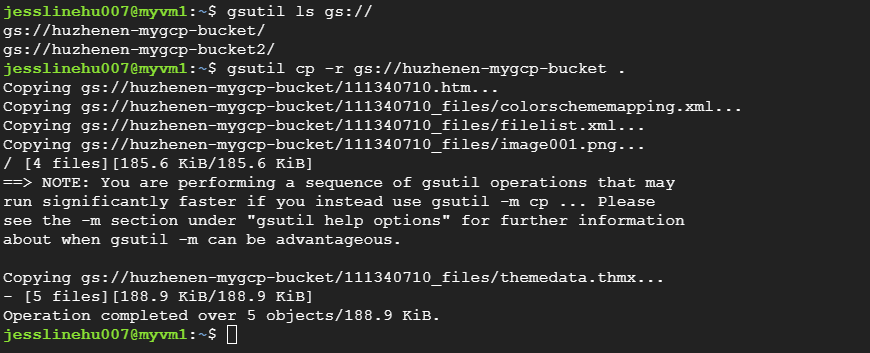 jesslinehu007@myvm1:~$ gsutil ls gs://
gs://huzhenen-mygcp-bucket/
gs://huzhenen-mygcp-bucket2/
jesslinehu007@myvm1:~$ gsutil cp -r gs://huzhenen-mygcp-bucket .
Copying gs://huzhenen-mygcp-bucket/111340710.htm...
Copying gs://huzhenen-mygcp-bucket/111340710_files/colorschememapping.xml...
Copying gs://huzhenen-mygcp-bucket/111340710_files/filelist.xml...
Copying gs://huzhenen-mygcp-bucket/111340710_files/image001.png...
/ [4 files][185.6 KiB/185.6 KiB]
==> NOTE: You are performing a sequence of gsutil operations that may
run significantly faster if you instead use gsutil -m cp ... Please
see the -m section under "gsutil help options" for further information
about when gsutil -m can be advantageous.
Copying gs://huzhenen-mygcp-bucket/111340710_files/themedata.thmx...
- [5 files][188.9 KiB/188.9 KiB]
Operation completed over 5 objects/188.9 KiB.
jesslinehu007@myvm1:~$